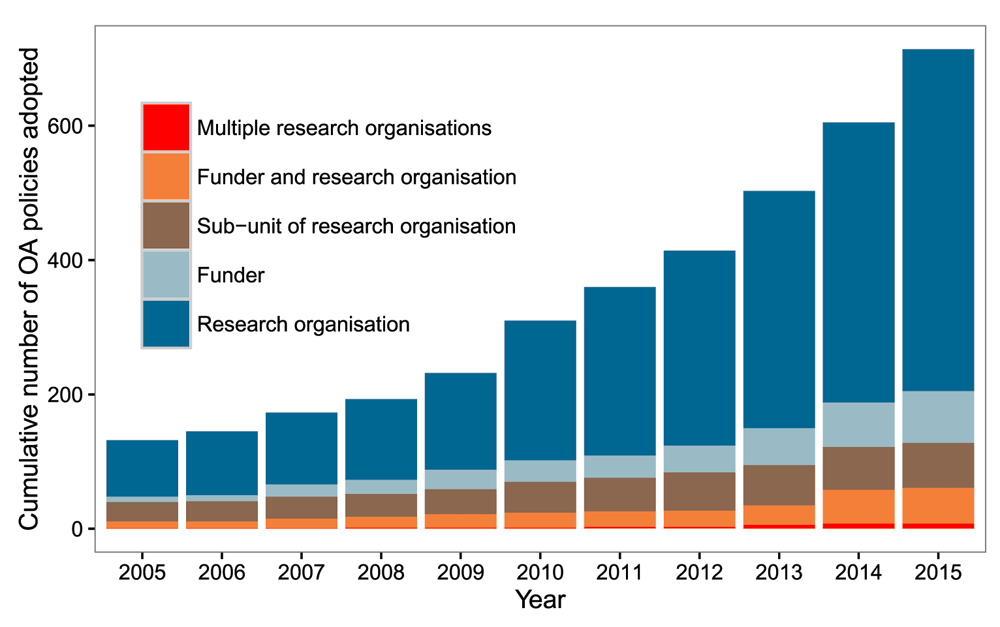 Cumulative number of OA policies adopted
600
400
200
0
Multiple research organisations
Funder and research organisation
Sub−unit of research organisation
Funder
Research organisation
2005 2006 2007 2008 2009 2010 2011 2012 2013 2014 2015
Year